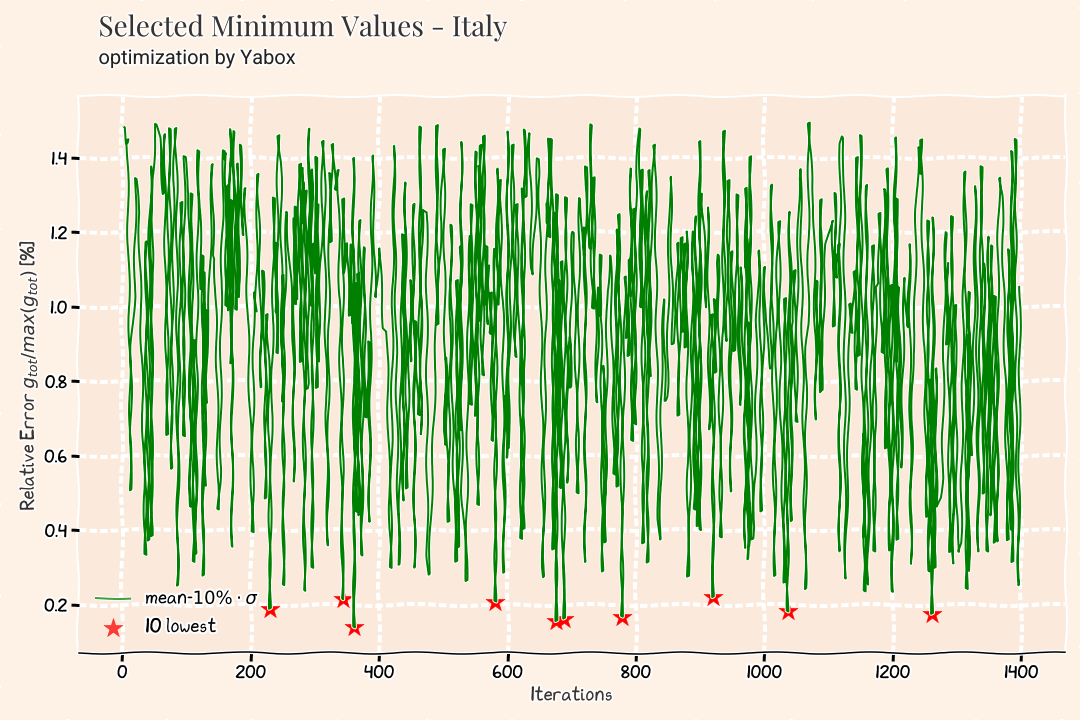 Selected Minimum Values - Italy
optimization by Yabox
Relative Error g_tot/max(g_tot) [%]
1.4
1.2
1.0
0.8
0.6
0.4
0.2
mean-10% · σ
10 lowest
0 200 400 600 800 1000 1200 1400
Iterations